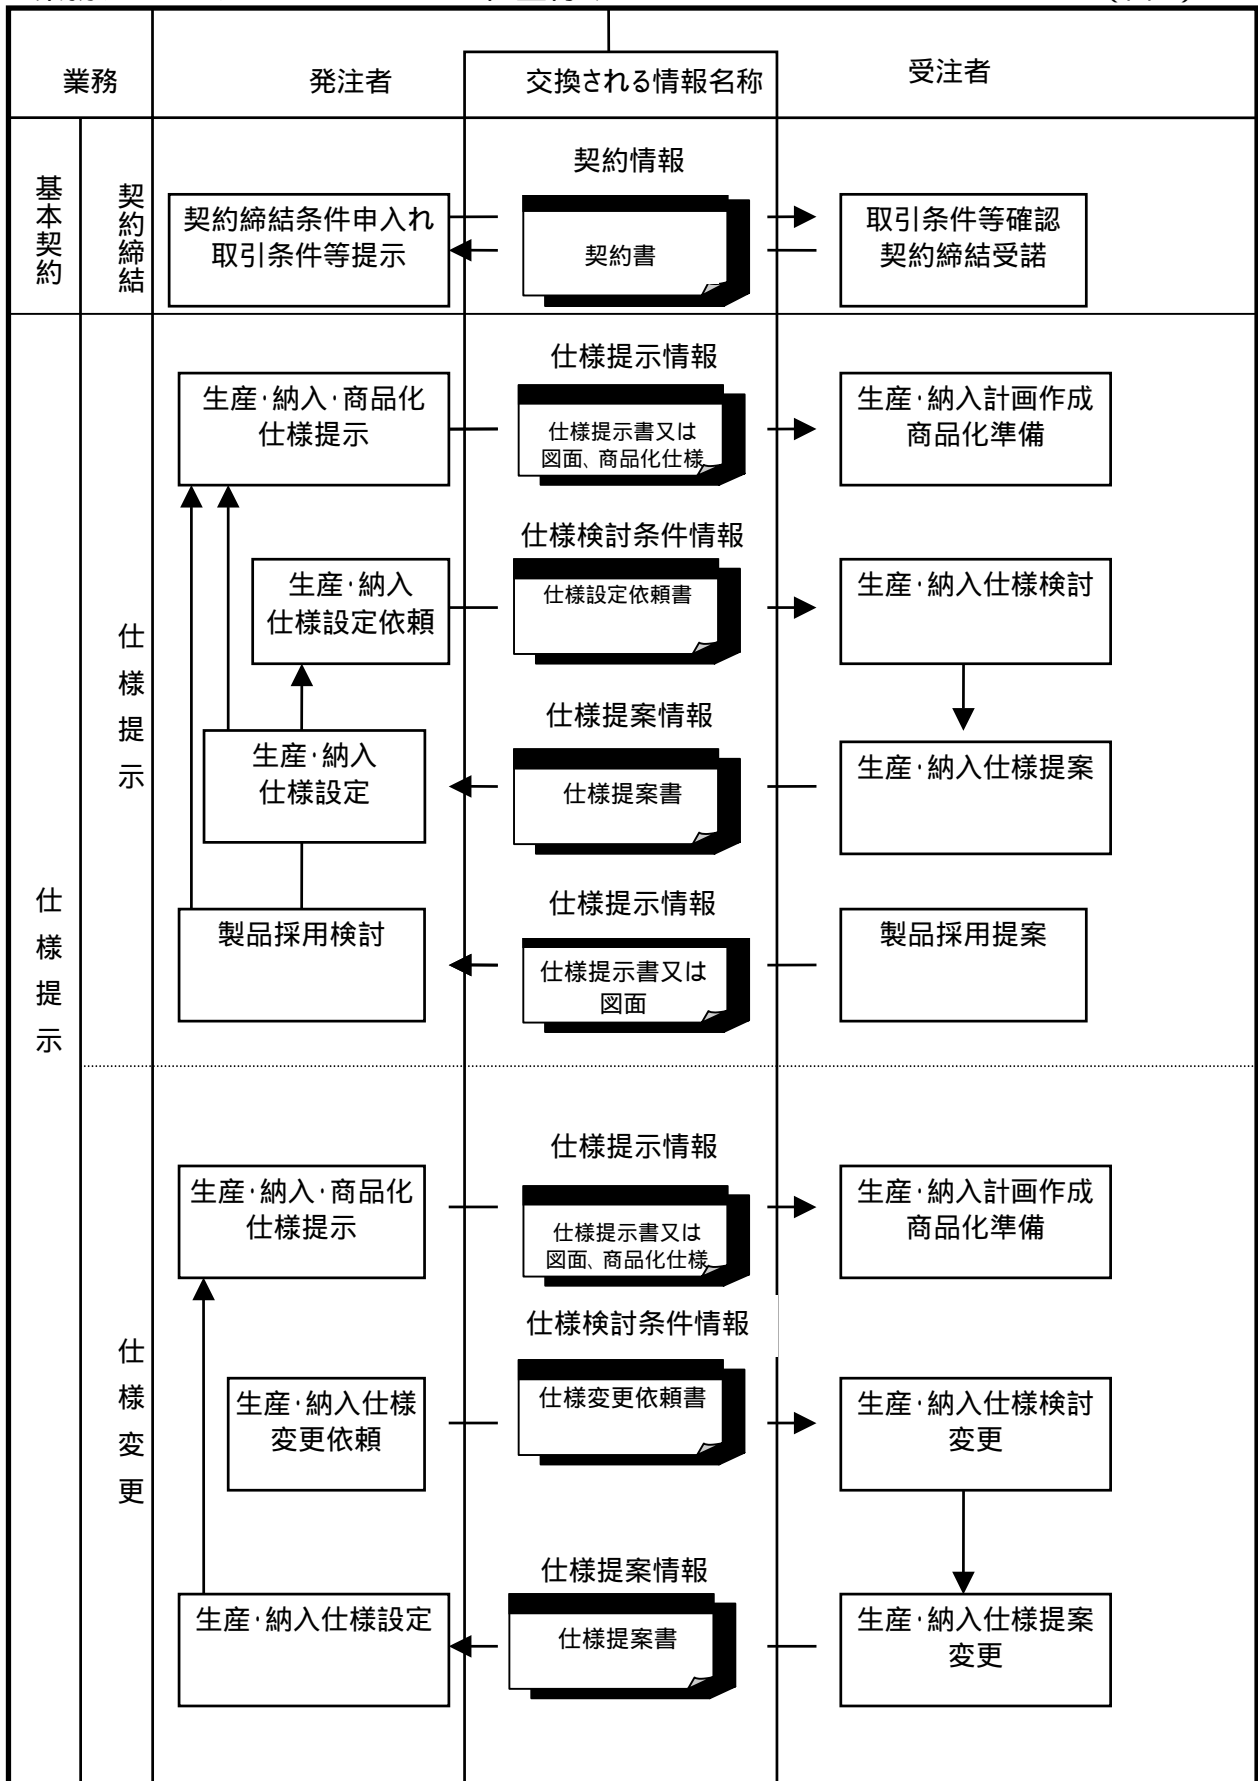 業務
発注者
交換される情報名称
受注者
基本契約
契約締結
契約情報
契約締結条件申入れ
取引条件等提示
契約書
取引条件等確認
契約締結受諾
仕様提示
仕様提示
仕様提示情報
生産・納入・商品化
仕様提示
仕様提示書又は
図面、商品化仕様
生産・納入計画作成
商品化準備
仕様検討条件情報
生産・納入
仕様設定依頼
仕様設定依頼書
生産・納入仕様検討
仕様提案情報
生産・納入
仕様設定
仕様提案書
生産・納入仕様提案
仕様提示情報
製品採用検討
仕様提示書又は
図面
製品採用提案
仕様変更
仕様提示情報
生産・納入・商品化
仕様提示
仕様提示書又は
図面、商品化仕様
生産・納入計画作成
商品化準備
仕様検討条件情報
生産・納入仕様
変更依頼
仕様変更依頼書
生産・納入仕様検討
変更
仕様提案情報
生産・納入仕様設定
仕様提案書
生産・納入仕様提案
変更